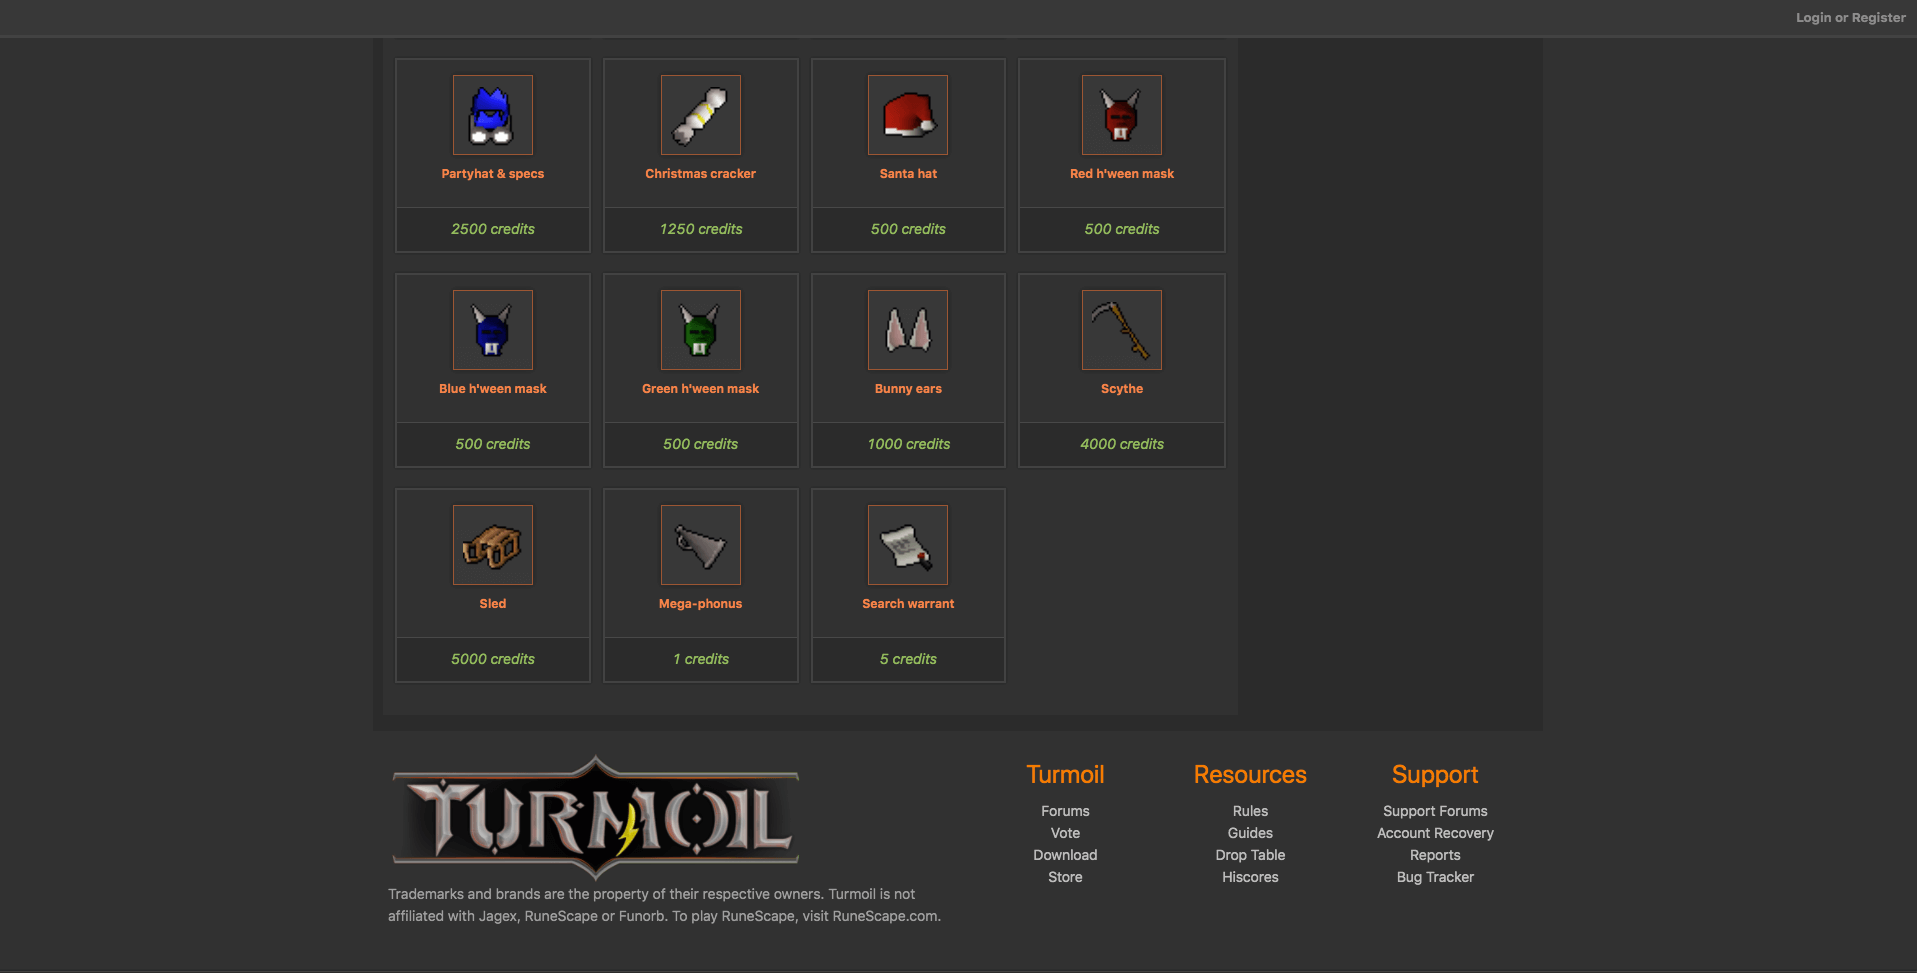 Login or Register
Partyhat & specs
Christmas cracker
Santa hat
Red h'ween mask
2500 credits
1250 credits
500 credits
500 credits
Blue h'ween mask
Green h'ween mask
Bunny ears
Scythe
500 credits
500 credits
1000 credits
4000 credits
Sled
Mega-phonus
Search warrant
5000 credits
1 credits
5 credits
TURMOIL
Trademarks and brands are the property of their respective owners. Turmoil is not
affiliated with Jagex, RuneScape or Funorb. To play RuneScape, visit RuneScape.com.
Turmoil
Forums
Vote
Download
Store
Resources
Rules
Guides
Drop Table
Hiscores
Support
Support Forums
Account Recovery
Reports
Bug Tracker